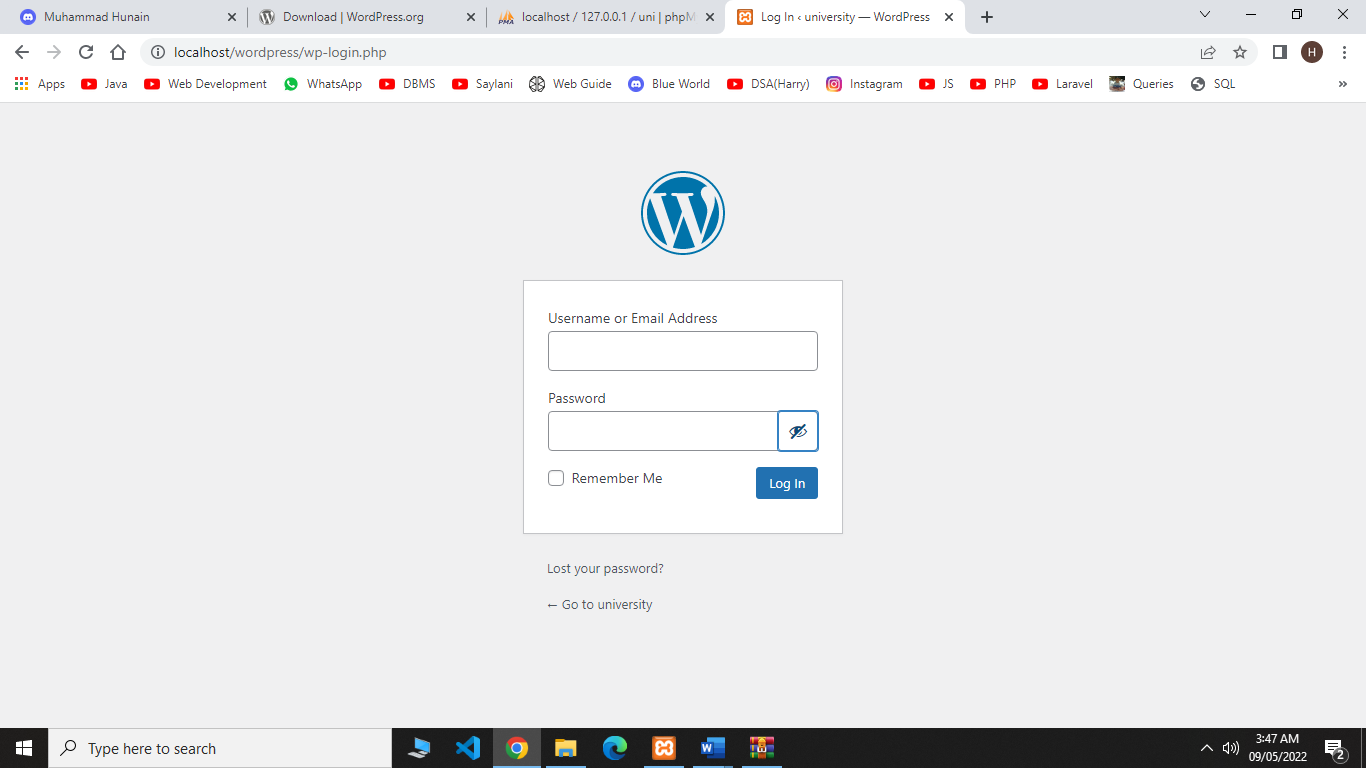 Muhammad Hunain
Download | WordPress.org
localhost / 127.0.0.1 / uni | phpM
Log In ‹ university — WordPress
localhost/wordpress/wp-login.php
H
Apps
Java
Web Development
WhatsApp
DBMS
Saylani
Web Guide
Blue World
DSA(Harry)
Instagram
JS
PHP
Laravel
Queries
SQL
»
Username or Email Address
Password
Remember Me
Log In
Lost your password?
← Go to university
Type here to search
3:47 AM
09/05/2022
2